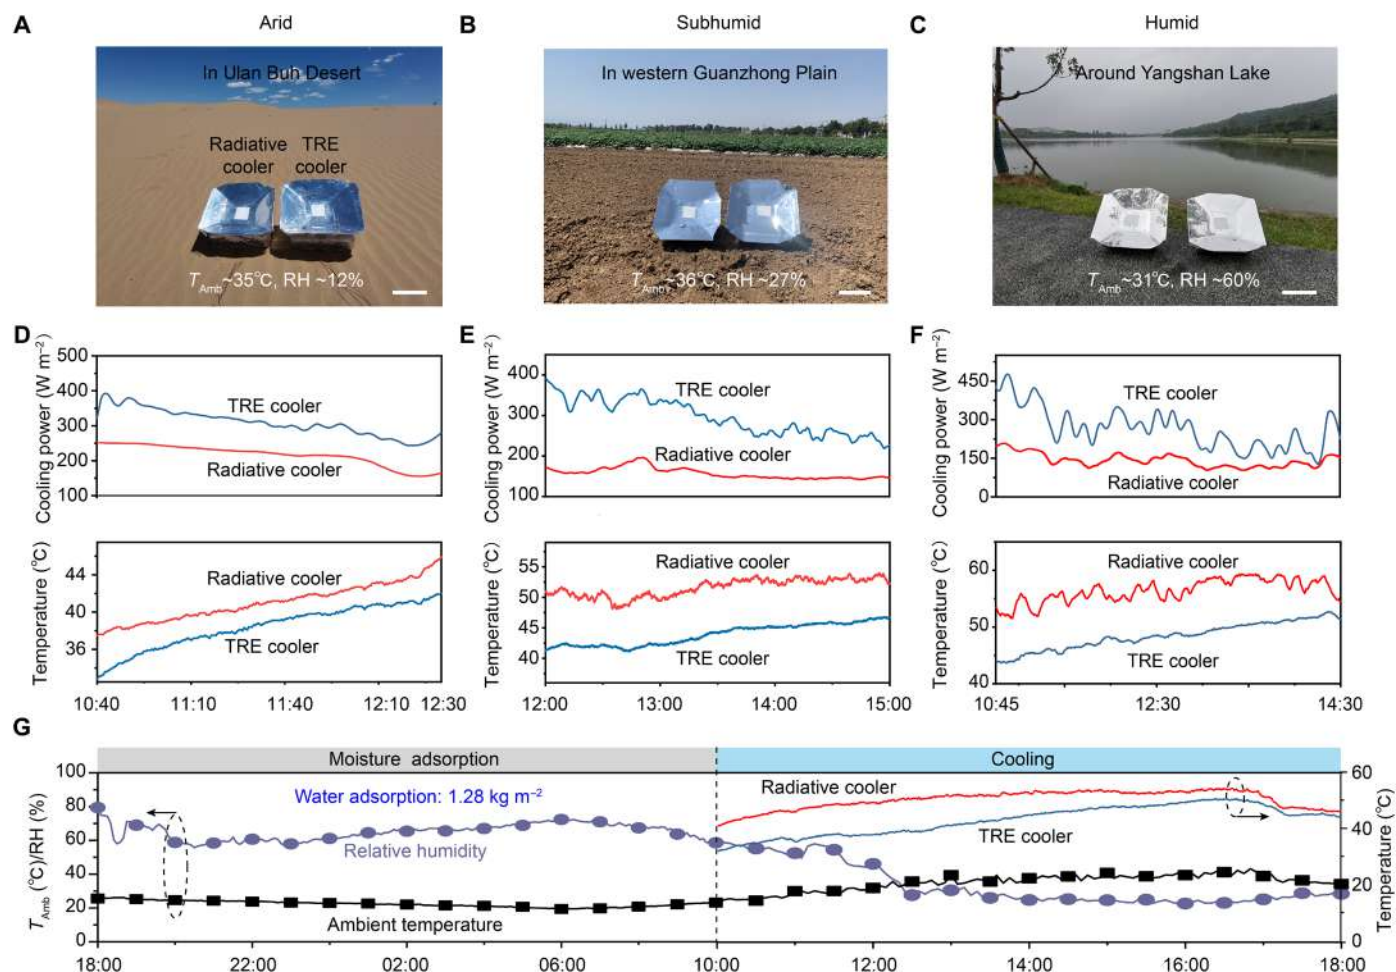 A
Arid
In Ulan Buh Desert
Radiative cooler
TRE cooler
T_Amb~35℃, RH ~12%
B
Subhumid
In western Guanzhong Plain
T_Amb~36℃, RH ~27%
C
Humid
Around Yangshan Lake
T_Amb~31℃, RH ~60%
D
Cooling power (W m⁻²)
500
400
300
200
100
TRE cooler
Radiative cooler
Temperature (℃)
44
40
36
Radiative cooler
TRE cooler
10:40
11:10
11:40
12:10
12:30
E
Cooling power (W m⁻²)
400
300
200
100
TRE cooler
Radiative cooler
Temperature (℃)
55
50
45
40
Radiative cooler
TRE cooler
12:00
13:00
14:00
15:00
F
Cooling power (W m⁻²)
450
300
150
0
TRE cooler
Radiative cooler
Temperature (℃)
60
50
40
Radiative cooler
TRE cooler
10:45
12:30
14:30
G
Moisture adsorption
Cooling
T_Amb (℃)/RH (%)
100
80
60
40
20
0
Water adsorption: 1.28 kg m⁻²
Relative humidity
Ambient temperature
Radiative cooler
TRE cooler
60
40
20
0
Temperature (℃)
18:00
22:00
02:00
06:00
10:00
14:00
16:00
18:00